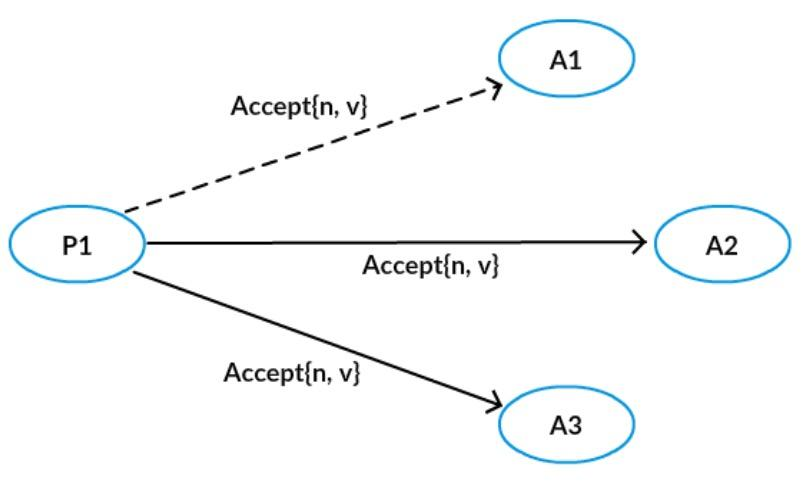 A1
Accept{n, v}
P1
A2
Accept{n, v}
Accept{n, v}
A3